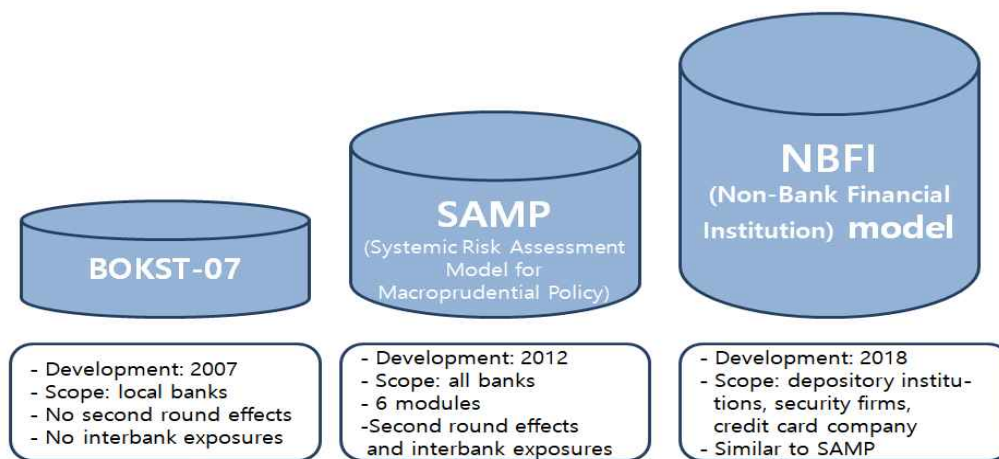 BOKST-07
SAMP
(Systemic Risk Assessment
Model for
Macroprudential Policy)
NBFI
(Non-Bank Financial
Institution) model
- Development: 2007
- Scope: local banks
- No second round effects
- No interbank exposures
- Development: 2012
- Scope: all banks
- 6 modules
-Second round effects
and interbank exposures
- Development: 2018
- Scope: depository institu-
tions, security firms,
credit card company
- Similar to SAMP